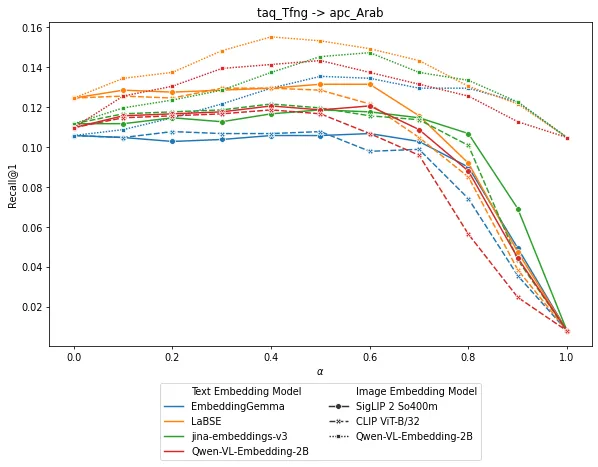 taq_Tfng -> apc_Arab
0.16
0.14
0.12
0.10
0.08
0.06
0.04
0.02
Recall@1
0.0 0.2 0.4 0.6 0.8 1.0
α
Text Embedding Model Image Embedding Model
EmbeddingGemma SigLIP 2 So400m
LaBSE CLIP ViT-B/32
jina-embeddings-v3 Qwen-VL-Embedding-2B
Qwen-VL-Embedding-2B